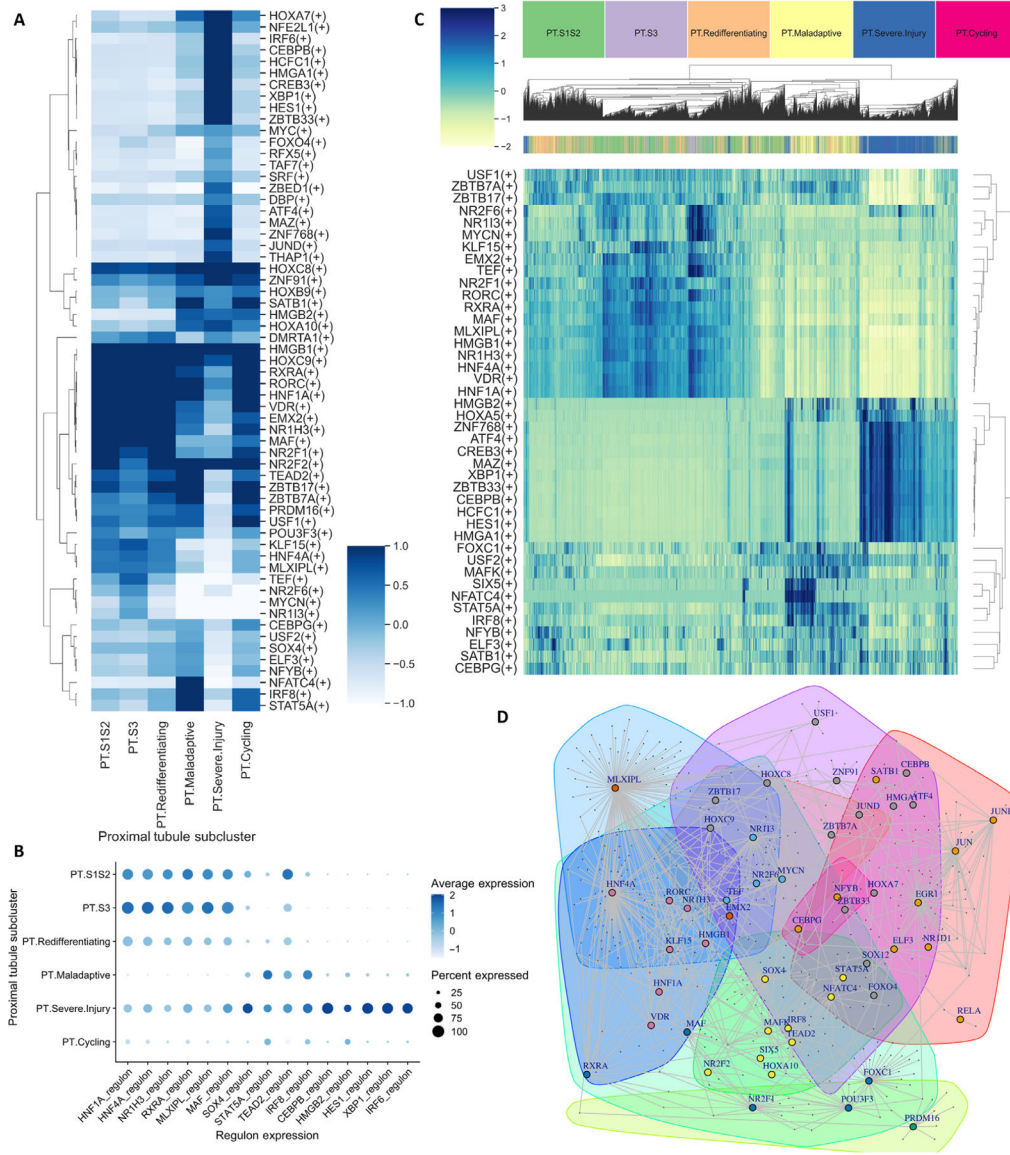 A
HOXA7(+)
NFE2L1(+)
IRF6(+)
CEBPB(+)
HCFC1(+)
HMGA1(+)
CREB3(+)
XBP1(+)
HES1(+)
ZBTB33(+)
MYC(+)
FOXO4(+)
RFX5(+)
TAF7(+)
SRF(+)
ZBED1(+)
DBP(+)
ATF4(+)
MAZ(+)
ZNF768(+)
JUND(+)
THAP1(+)
HOXC8(+)
ZNF91(+)
HOXB9(+)
SATB1(+)
HMGB2(+)
HOXA10(+)
DMRTA1(+)
HMGB1(+)
HOXC9(+)
RXRA(+)
RORC(+)
HNF1A(+)
VDR(+)
EMX2(+)
NR1H3(+)
MAF(+)
NR2F1(+)
NR2F2(+)
TEAD2(+)
ZBTB17(+)
ZBTB7A(+)
PRDM16(+)
USF1(+)
POU3F3(+)
KLF15(+)
HNF4A(+)
MLXIPL(+)
TEF(+)
NR2F6(+)
MYCN(+)
NR1I3(+)
CEBPG(+)
USF2(+)
SOX4(+)
ELF3(+)
NFYB(+)
NFATC4(+)
IRF8(+)
STAT5A(+)
1.0
0.5
0.0
−0.5
−1.0
PT.S1S2
PT.S3
PT.Redifferentiating
PT.Maladaptive
PT.Severe.Injury
PT.Cycling
Proximal tubule subcluster
B
Proximal tubule subcluster
PT.S1S2
PT.S3
PT.Redifferentiating
PT.Maladaptive
PT.Severe.Injury
PT.Cycling
HNF1A_regulon
HNF4A_regulon
NR1H3_regulon
RXRA_regulon
MLXIPL_regulon
MAF_regulon
SOX4_regulon
STAT5A_regulon
TEAD2_regulon
IRF8_regulon
CEBPB_regulon
HMGB2_regulon
HES1_regulon
XBP1_regulon
IRF6_regulon
Regulon expression
Average expression
2
1
0
−1
Percent expressed
25
50
75
100
C
3
2
1
0
−1
−2
PT.S1S2
PT.S3
PT.Redifferentiating
PT.Maladaptive
PT.Severe.Injury
PT.Cycling
USF1(+)
ZBTB7A(+)
ZBTB17(+)
NR2F6(+)
NR1I3(+)
MYCN(+)
KLF15(+)
EMX2(+)
TEF(+)
NR2F1(+)
RORC(+)
RXRA(+)
MAF(+)
MLXIPL(+)
HMGB1(+)
NR1H3(+)
HNF4A(+)
VDR(+)
HNF1A(+)
HMGB2(+)
HOXA5(+)
ZNF768(+)
ATF4(+)
CREB3(+)
MAZ(+)
XBP1(+)
ZBTB33(+)
CEBPB(+)
HCFC1(+)
HES1(+)
HMGA1(+)
FOXC1(+)
USF2(+)
MAFK(+)
SIX5(+)
NFATC4(+)
STAT5A(+)
IRF8(+)
NFYB(+)
ELF3(+)
SATB1(+)
CEBPG(+)
D
USF1
MLXIPL
HOXC8
ZNF91
SATB1
CEBPB
ZBTB17
HMGA1
ATF4
JUND
HOXC9
NR1I3
ZBTB7A
JUN
HNF4A
RORC
NR1H3
NR2F6
MYCN
TEF
EMX2
NFYB
ZBTB33
HOXA7
EGR1
CEBPG
KLF15
HMGB1
ELF3
NR1D1
SOX12
SOX4
STAT5A
NFATC4
FOXO4
HNF1A
VDR
MAF
IRF8
TEAD2
RELA
SIX5
HOXA10
RXRA
NR2F2
FOXC1
NR2F1
POU3F3
PRDM16